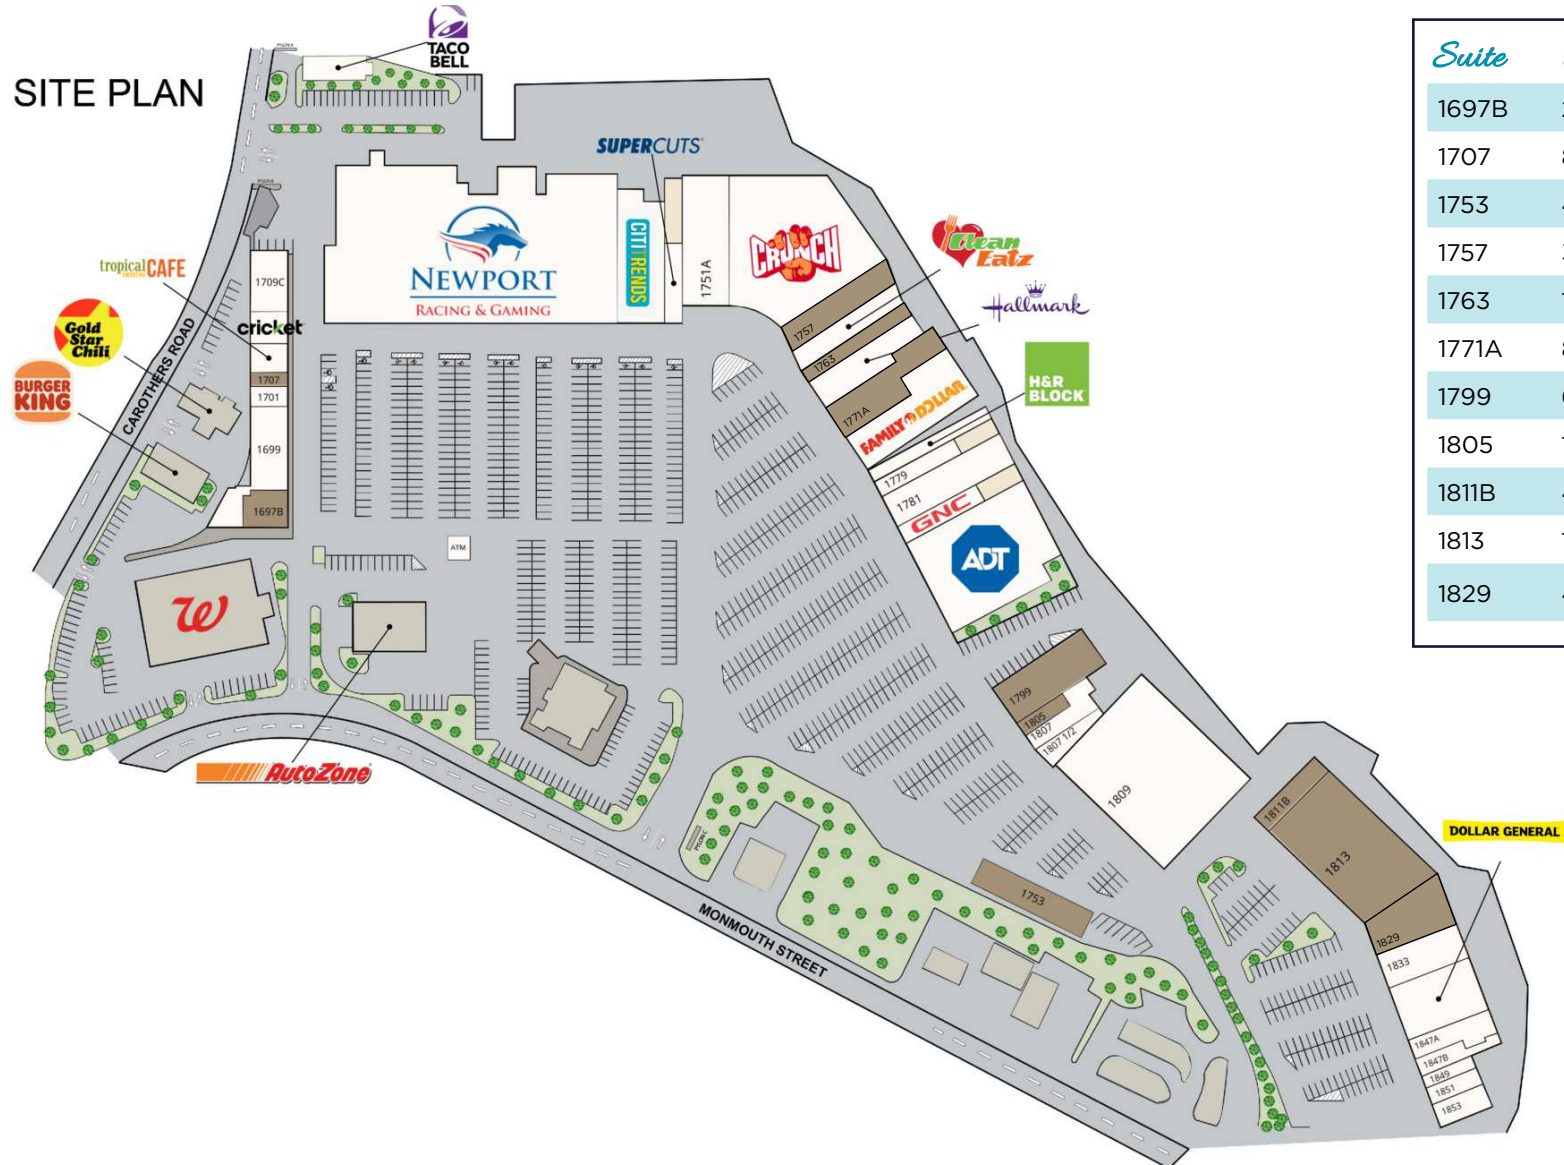 SITE PLAN
TACO
BELL
SUPERCUTS
tropical CAFE
Gold
Star
Chili
BURGER
KING
CAROTHERS ROAD
1709C
cricket
1707
1701
1699
1697B
NEWPORT
RACING & GAMING
CITITRENDS
1751A
CRUNCH
Clean
Eatz
Hallmark
H&R
BLOCK
1757
1763
1771A
FAMILY DOLLAR
1779
1781
GNC
ADT
ATM
W
AutoZone
1799
1805
1807
1807 1/2
1809
PYLON C
MONMOUTH STREET
1753
1811B
1813
1829
1833
DOLLAR GENERAL
1847A
1847B
1849
1851
1853
Suite
1697B
1707
1753
1757
1763
1771A
1799
1805
1811B
1813
1829